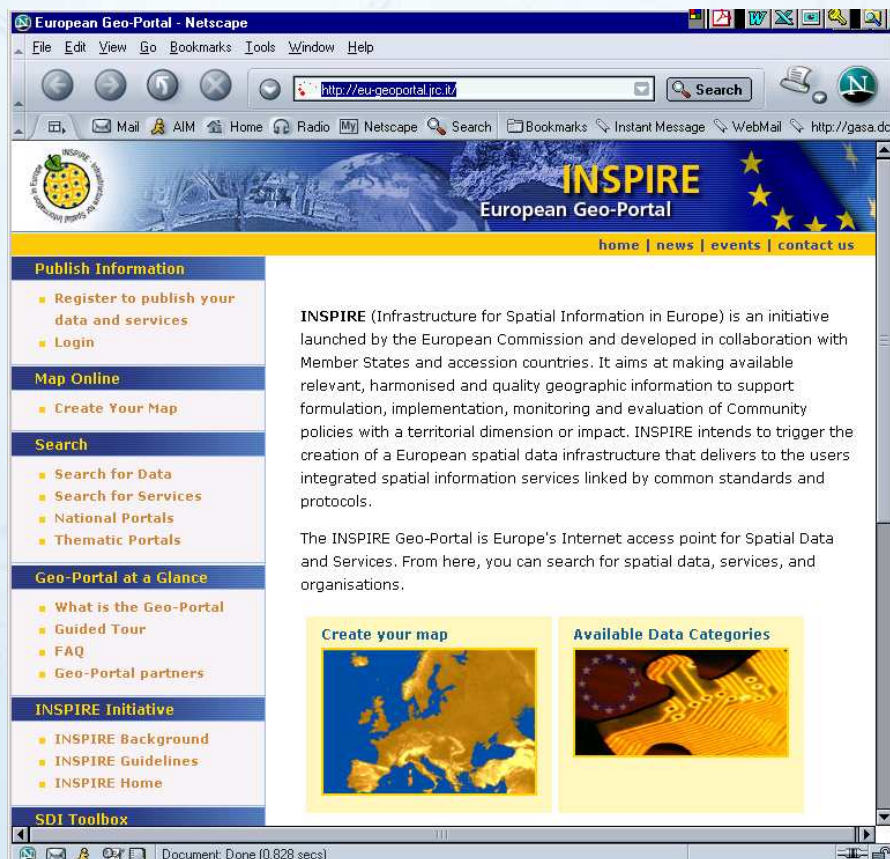 European Geo-Portal - Netscape
File Edit View Go Bookmarks Tools Window Help
http://eu-geoportal.jrc.it/ Search
Mail AIM Home Radio My Netscape Search Bookmarks Instant Message WebMail http://gasa.dc
INSPIRE
European Geo-Portal
home | news | events | contact us
Publish Information
Register to publish your
data and services
Login
Map Online
Create Your Map
Search
Search for Data
Search for Services
National Portals
Thematic Portals
Geo-Portal at a Glance
What is the Geo-Portal
Guided Tour
FAQ
Geo-Portal partners
INSPIRE Initiative
INSPIRE Background
INSPIRE Guidelines
INSPIRE Home
SDI Toolbox
INSPIRE (Infrastructure for Spatial Information in Europe) is an initiative
launched by the European Commission and developed in collaboration with
Member States and accession countries. It aims at making available
relevant, harmonised and quality geographic information to support
formulation, implementation, monitoring and evaluation of Community
policies with a territorial dimension or impact. INSPIRE intends to trigger the
creation of a European spatial data infrastructure that delivers to the users
integrated spatial information services linked by common standards and
protocols.
The INSPIRE Geo-Portal is Europe's Internet access point for Spatial Data
and Services. From here, you can search for spatial data, services, and
organisations.
Create your map
Available Data Categories
Document: Done (0.828 secs)